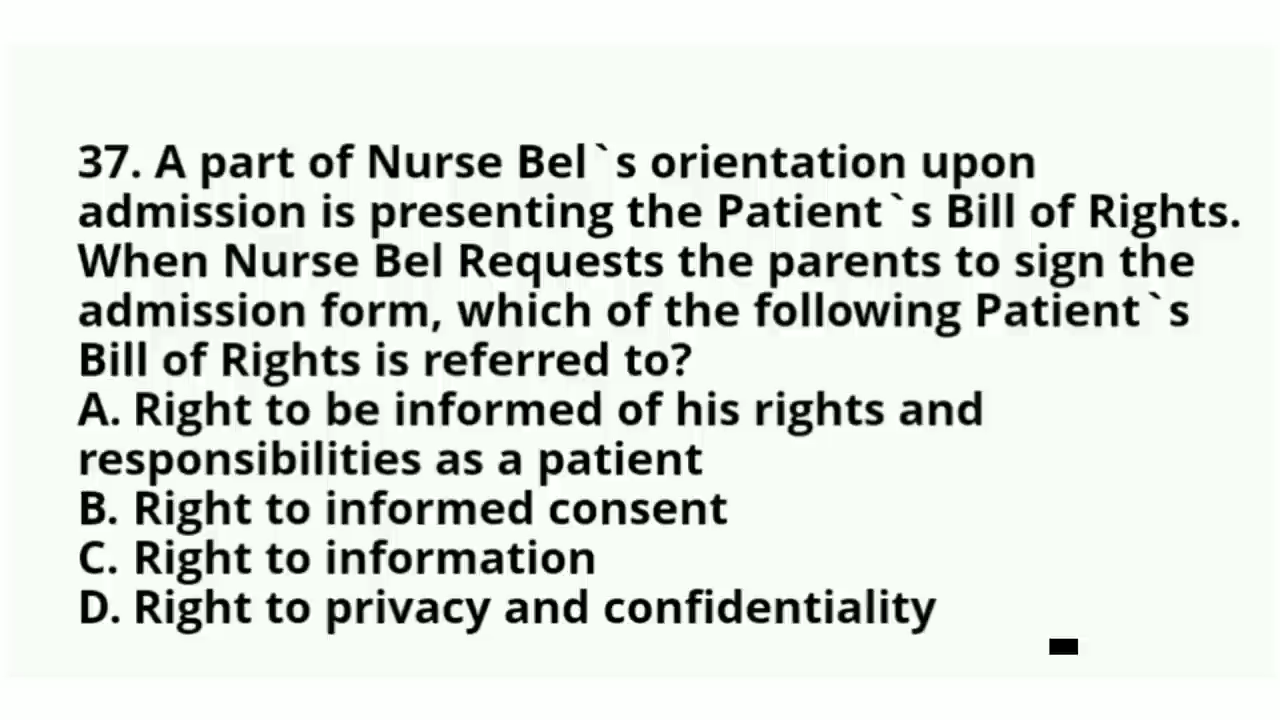 37. A part of Nurse Bel`s orientation upon
admission is presenting the Patient`s Bill of Rights.
When Nurse Bel Requests the parents to sign the
admission form, which of the following Patient`s
Bill of Rights is referred to?
A. Right to be informed of his rights and
responsibilities as a patient
B. Right to informed consent
C. Right to information
D. Right to privacy and confidentiality